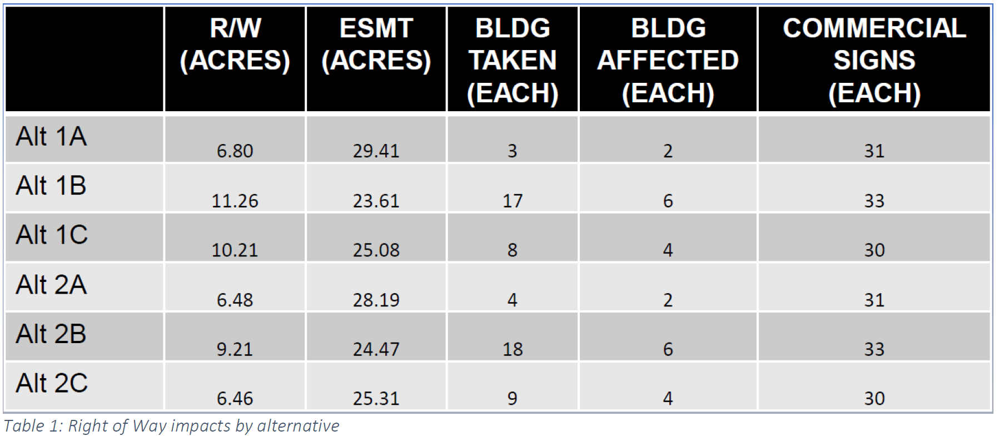 R/W ESMT BLDG BLDG COMMERCIAL
(ACRES) (ACRES) TAKEN AFFECTED SIGNS
(EACH) (EACH) (EACH)
Alt 1A 6.80 29.41 3 2 31
Alt 1B 11.26 23.61 17 6 33
Alt 1C 10.21 25.08 8 4 30
Alt 2A 6.48 28.19 4 2 31
Alt 2B 9.21 24.47 18 6 33
Alt 2C 6.46 25.31 9 4 30
Table 1: Right of Way impacts by alternative